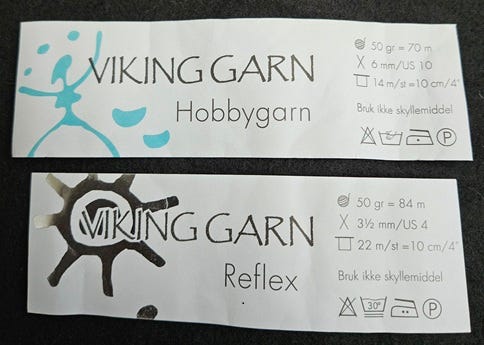 VIKING GARN
Hobbygarn
50 gr = 70 m
6 mm/US 10
14 m/st=10 cm/4"
Bruk ikke skyllemiddel
P
VIKING GARN
Reflex
50 gr = 84 m
3½ mm/US 4
22 m/st=10 cm/4"
Bruk ikke skyllemiddel
30° P